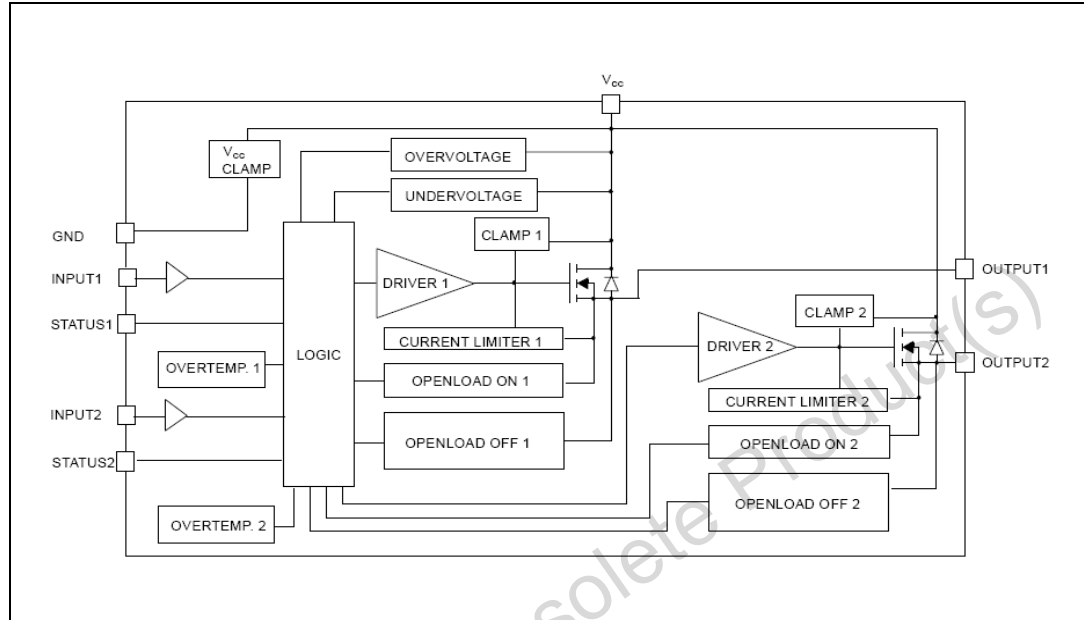 Vcc
Vcc
CLAMP
OVERVOLTAGE
UNDERVOLTAGE
GND
CLAMP 1
INPUT1
DRIVER 1
OUTPUT1
STATUS1
LOGIC
CURRENT LIMITER 1
CLAMP 2
DRIVER 2
OUTPUT2
OVERTEMP. 1
OPENLOAD ON 1
CURRENT LIMITER 2
INPUT2
OPENLOAD OFF 1
OPENLOAD ON 2
STATUS2
OPENLOAD OFF 2
OVERTEMP. 2
solete Product(s)